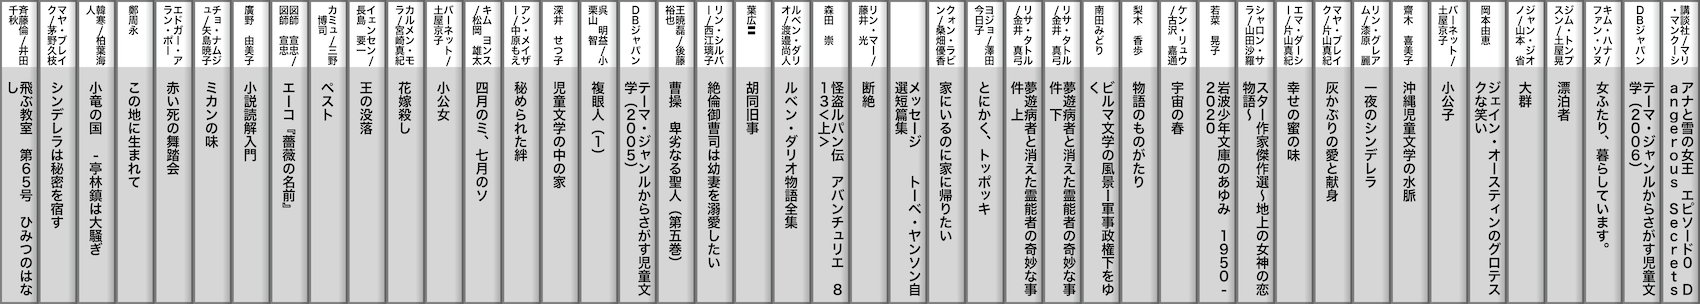 講談社/マリ
・マンクーシ
アナと雪の女王　エピソード０　Ｄ
ａｎｇｅｒｏｕｓ　Ｓｅｃｒｅｔｓ
ＤＢジャパン
テーマ・ジャンルからさがす児童文
学（２００６）
キム・ハナ/
ファン・ソヌ
女ふたり、暮らしています。
ジム・トンプ
スン/土屋晃
漂泊者
ジャン・ジオ
ノ/山本　省
大群
岡本由恵
ジェイン・オースティンのグロテス
クな笑い
バーネット/
土屋京子
小公子
齋木　喜美子
沖縄児童文学の水脈
リン・グレア
ム/漆原　麗
一夜のシンデレラ
マヤ・ブレイ
ク/片山真紀
灰かぶりの愛と献身
エマ・ダーシ
ー/片山真紀
幸せの蜜の味
シャロン・サ
ラ/山田沙羅
スター作家傑作選～地上の女神の恋
物語～
若菜　晃子
岩波少年文庫のあゆみ　１９５０-
２０２０
ケン・リュウ
/古沢　嘉通
宇宙の春
梨木　香歩
物語のものがたり
南田みどり
ビルマ文学の風景ー軍事政権下をゆ
く
リサ・タトル
/金井　真弓
夢遊病者と消えた霊能者の奇妙な事
件　下
リサ・タトル
/金井　真弓
夢遊病者と消えた霊能者の奇妙な事
件　上
ヨジョ/澤田
今日子
とにかく、トッポッキ
クォン・ラビ
ン/桑畑優香
家にいるのに家に帰りたい
メッセージ　　トーベ・ヤンソン自
選短篇集
リン・マー/
藤井　光
断絶
森田　崇
怪盗ルパン伝　アバンチュリエ　８
１３＜上＞
ルベン・ダリ
オ/渡邉尚人
ルベン・ダリオ物語全集
葉広芩
胡同旧事
リン・シルバ
ー/西江璃子
絶倫御曹司は幼妻を溺愛したい
王暁磊/後藤
裕也
曹操　卑劣なる聖人（第五巻）
ＤＢジャパン
テーマ・ジャンルからさがす児童文
学（２００５）
呉　明益/小
栗山　智
複眼人（１）
深井　せつ子
児童文学の中の家
アン・メイザ
ー/中原もえ
秘められた絆
キム　ヨンス
/松岡　雄太
四月のミ、七月のソ
バーネット/
土屋京子
小公女
カルメン・モ
ラ/宮崎真紀
花嫁殺し
イェンセン/
長島　要一
王の没落
カミュ/三野
博司
ペスト
図師　宣忠/
図師　宣忠
エーコ『薔薇の名前』
廣野　由美子
小説読解入門
チョ・ナムジ
ュ/矢島暁子
ミカンの味
エドガー・ア
ラン・ポー
赤い死の舞踏会
鄭周永
この地に生まれて
韓寒/柏葉海
人
小竜の国　-亭林鎮は大騒ぎ
マヤ・ブレイ
ク/茅野久枝
シンデレラは秘密を宿す
斉藤倫/井田
千秋
飛ぶ教室　第６５号　ひみつのはな
し